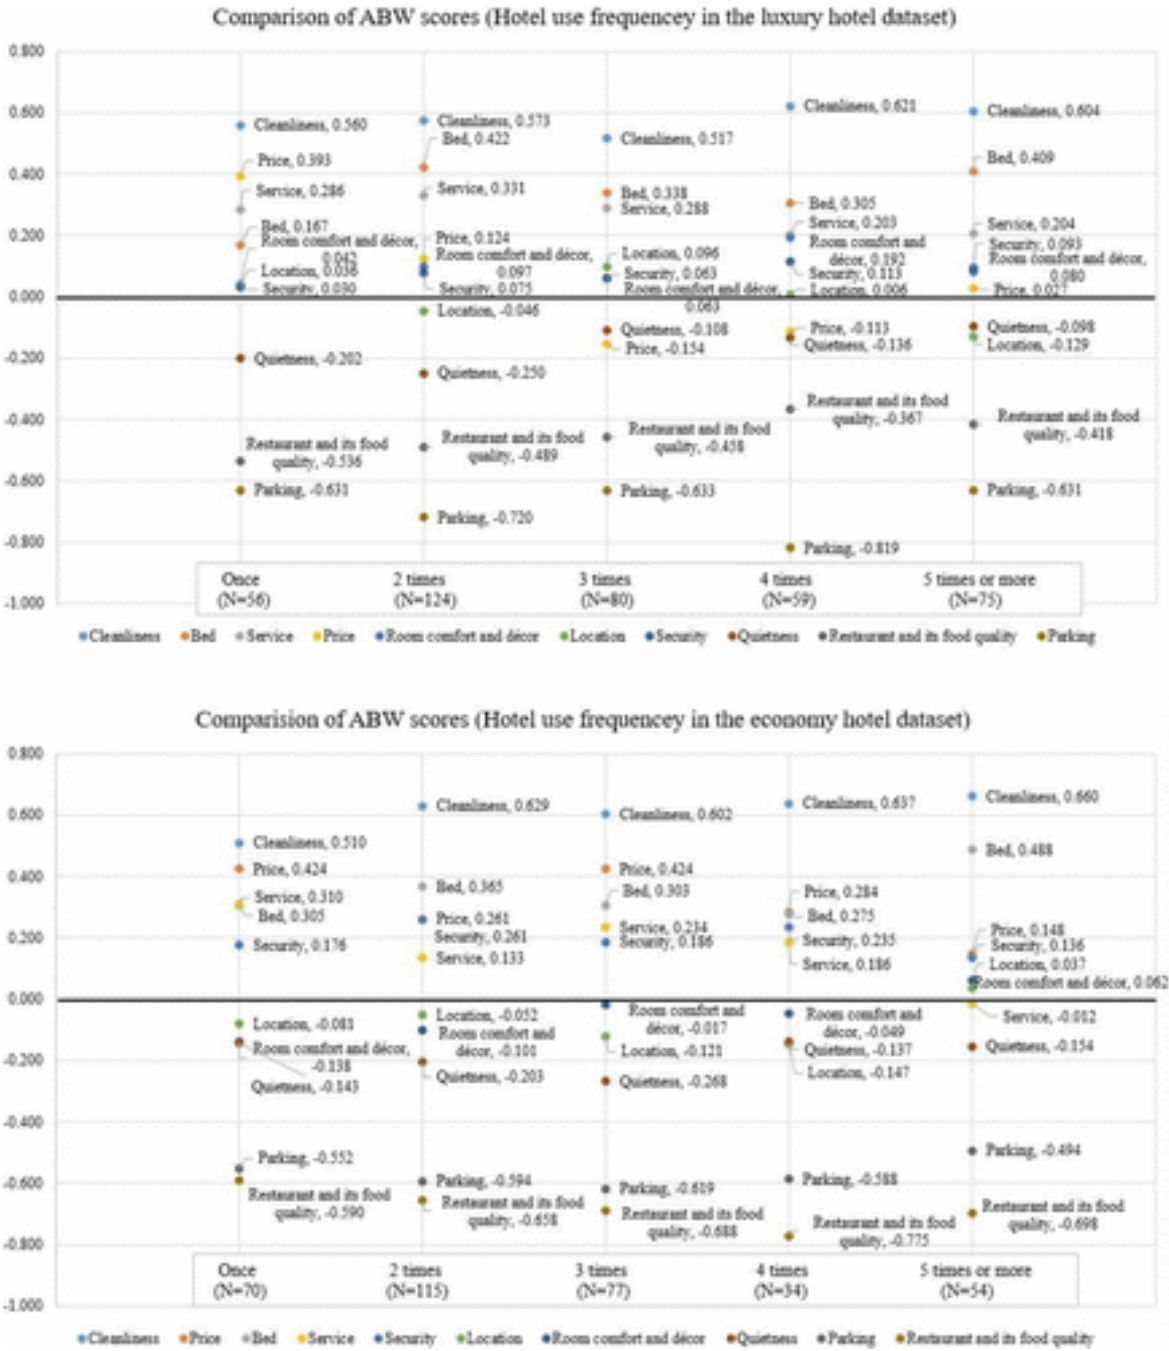 Comparison of ABW scores (Hotel use frequencey in the luxury hotel dataset)
0.800
0.600
0.400
0.200
0.000
-0.200
-0.400
-0.600
-0.800
-1.000
Cleanliness, 0.560
Price, 0.393
Service, 0.286
Bed, 0.167
Room comfort and décor,
0.042
Location, 0.036
Security, 0.030
Quietness, -0.202
Restaurant and its food
quality, -0.536
Parking, -0.631
Cleanliness, 0.573
Bed, 0.422
Service, 0.331
Price, 0.124
Room comfort and décor,
0.097
Security, 0.075
Location, -0.046
Quietness, -0.250
Restaurant and its food
quality, -0.489
Parking, -0.720
Cleanliness, 0.517
Bed, 0.338
Service, 0.288
Location, 0.096
Security, 0.063
Room comfort and décor,
0.063
Quietness, -0.108
Price, -0.154
Restaurant and its food
quality, -0.458
Parking, -0.633
Cleanliness, 0.621
Bed, 0.305
Service, 0.203
Room comfort and
décor, 0.192
Security, 0.113
Location, 0.006
Price, -0.113
Quietness, -0.136
Restaurant and its food
quality, -0.367
Parking, -0.819
Cleanliness, 0.604
Bed, 0.409
Service, 0.204
Security, 0.093
Room comfort and décor,
0.080
Price, 0.027
Quietness, -0.098
Location, -0.129
Restaurant and its food
quality, -0.418
Parking, -0.631
Once 2 times 3 times 4 times 5 times or more
(N=56) (N=124) (N=80) (N=59) (N=75)
Cleanliness Bed Service Price Room comfort and décor Location Security Quietness Restaurant and its food quality Parking
Comparision of ABW scores (Hotel use frequencey in the economy hotel dataset)
0.800
0.600
0.400
0.200
0.000
-0.200
-0.400
-0.600
-0.800
-1.000
Cleanliness, 0.510
Price, 0.424
Service, 0.310
Bed, 0.305
Security, 0.176
Location, -0.081
Room comfort and décor,
-0.138
Quietness, -0.143
Parking, -0.552
Restaurant and its food
quality, -0.590
Cleanliness, 0.629
Bed, 0.365
Price, 0.261
Security, 0.261
Service, 0.133
Location, -0.052
Room comfort and
décor, -0.101
Quietness, -0.203
Parking, -0.594
Restaurant and its food
quality, -0.658
Cleanliness, 0.602
Price, 0.424
Bed, 0.303
Service, 0.234
Security, 0.186
Room comfort and
décor, -0.017
Location, -0.121
Quietness, -0.268
Parking, -0.619
Restaurant and its food
quality, -0.688
Cleanliness, 0.637
Price, 0.284
Bed, 0.275
Security, 0.235
Service, 0.186
Room comfort and
décor, -0.049
Quietness, -0.137
Location, -0.147
Parking, -0.588
Restaurant and its food
quality, -0.775
Cleanliness, 0.660
Bed, 0.488
Price, 0.148
Security, 0.136
Location, 0.037
Room comfort and décor, 0.062
Service, -0.012
Quietness, -0.154
Parking, -0.494
Restaurant and its food
quality, -0.698
Once 2 times 3 times 4 times 5 times or more
(N=70) (N=115) (N=77) (N=34) (N=54)
Cleanliness Price Bed Service Security Location Room comfort and décor Quietness Parking Restaurant and its food quality